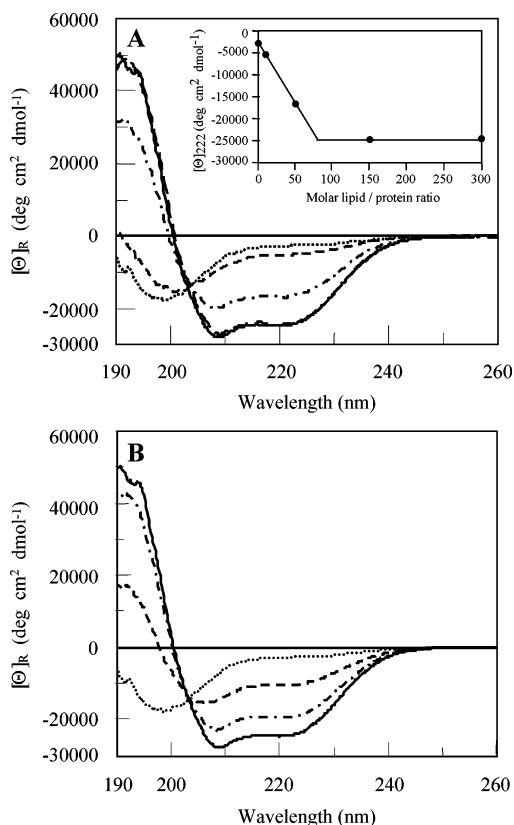 A
60000
40000
20000
0
-20000
-30000
[Θ]R (deg cm2 dmol-1)
190 200 220 240 260
Wavelength (nm)
0
-5000
-10000
-15000
-20000
-25000
-30000
[Θ]222 (deg cm2 dmol-1)
0 50 100 150 200 250 300
Molar lipid / protein ratio
B
60000
40000
20000
0
-20000
-30000
[Θ]R (deg cm2 dmol-1)
190 200 220 240 260
Wavelength (nm)